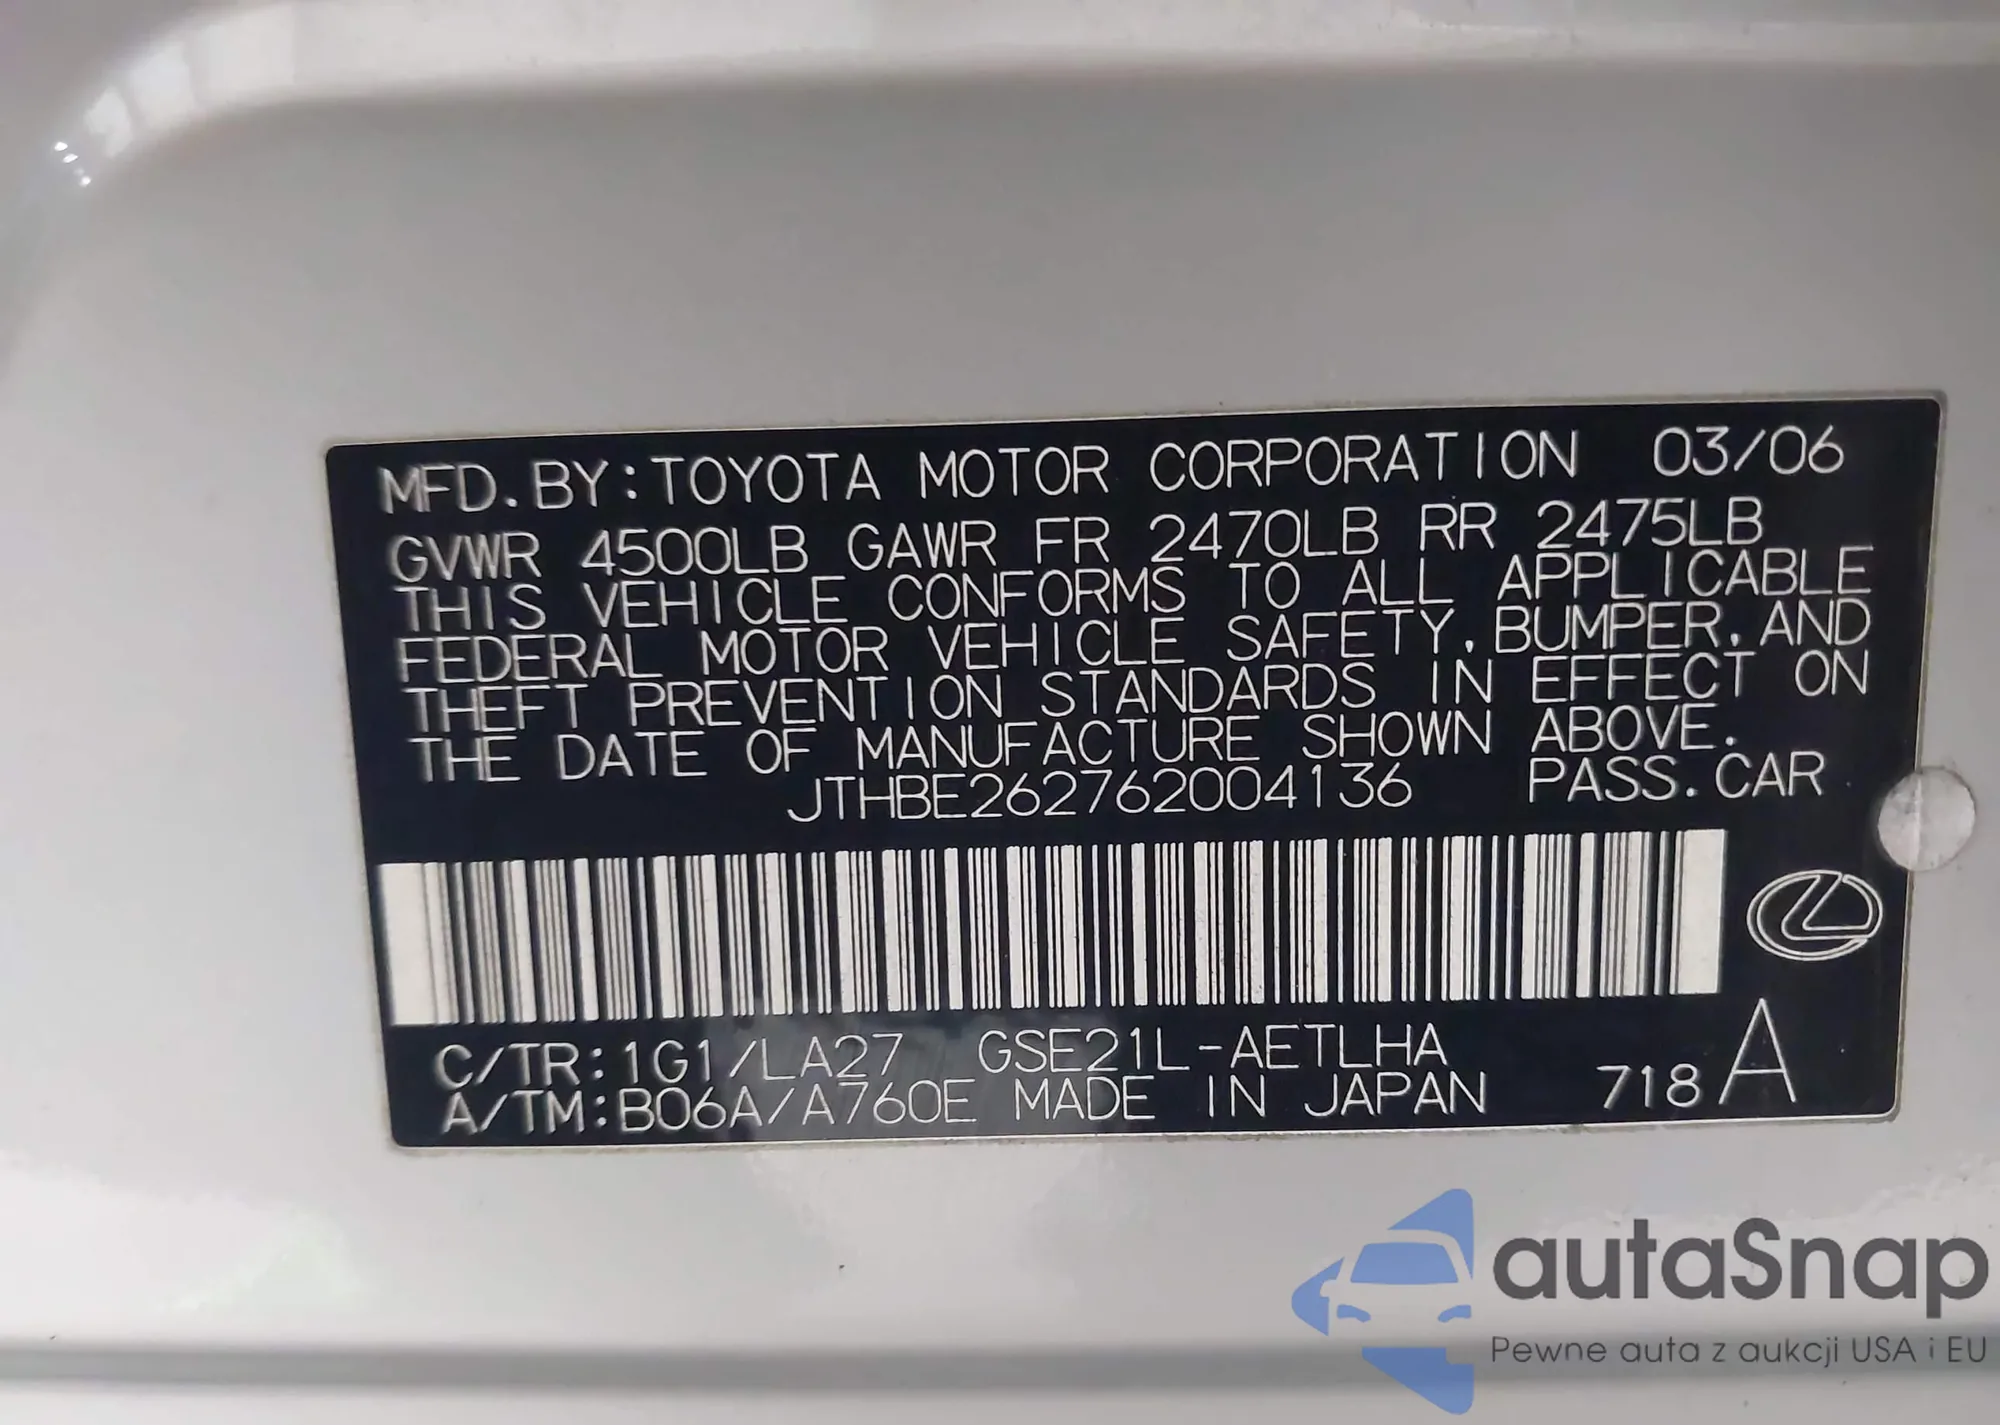 MFD. BY: TOYOTA MOTOR CORPORATION 03/06
GVWR 4500LB GAWR FR 2470LB RR 2475LB
THIS VEHICLE CONFORMS TO ALL APPLICABLE
FEDERAL MOTOR VEHICLE SAFETY, BUMPER, AND
THEFT PREVENTION STANDARDS IN EFFECT ON
THE DATE OF MANUFACTURE SHOWN ABOVE.
JTHBE262762004136 PASS. CAR
C/TR: 1G1/LA27 GSE21L-AETLHA
A/TM: B06A/A760E MADE IN JAPAN 718 A
autaSnap
Pewne auta z aukcji USA i EU